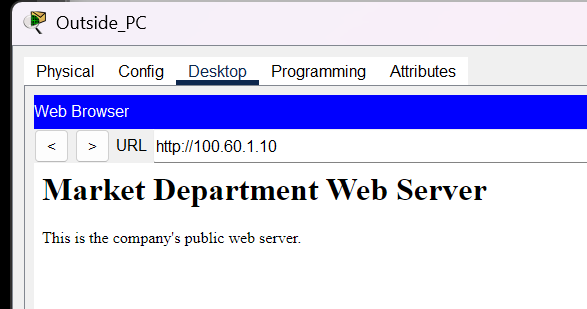 Outside_PC
Physical Config Desktop Programming Attributes
Web Browser
< > URL http://100.60.1.10
Market Department Web Server
This is the company's public web server.